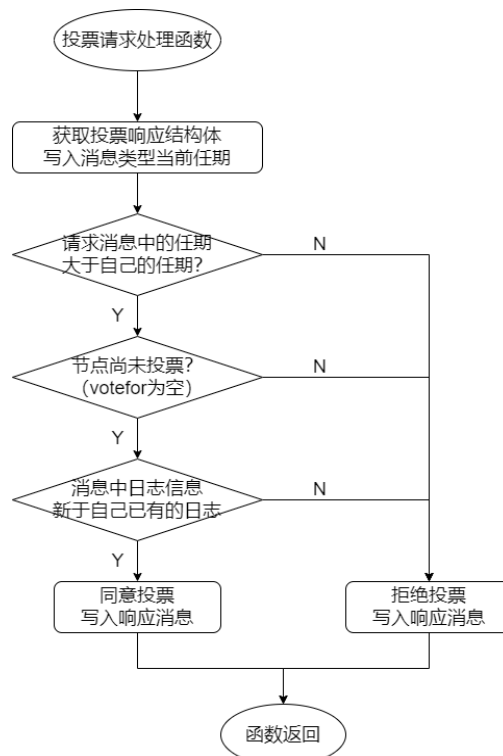 投票请求处理函数
获取投票响应结构体
写入消息类型当前任期
请求消息中的任期
大于自己的任期?
N
Y
节点尚未投票?
（votefor为空）
N
Y
消息中日志信息
新于自己已有的日志
N
Y
同意投票
写入响应消息
拒绝投票
写入响应消息
函数返回